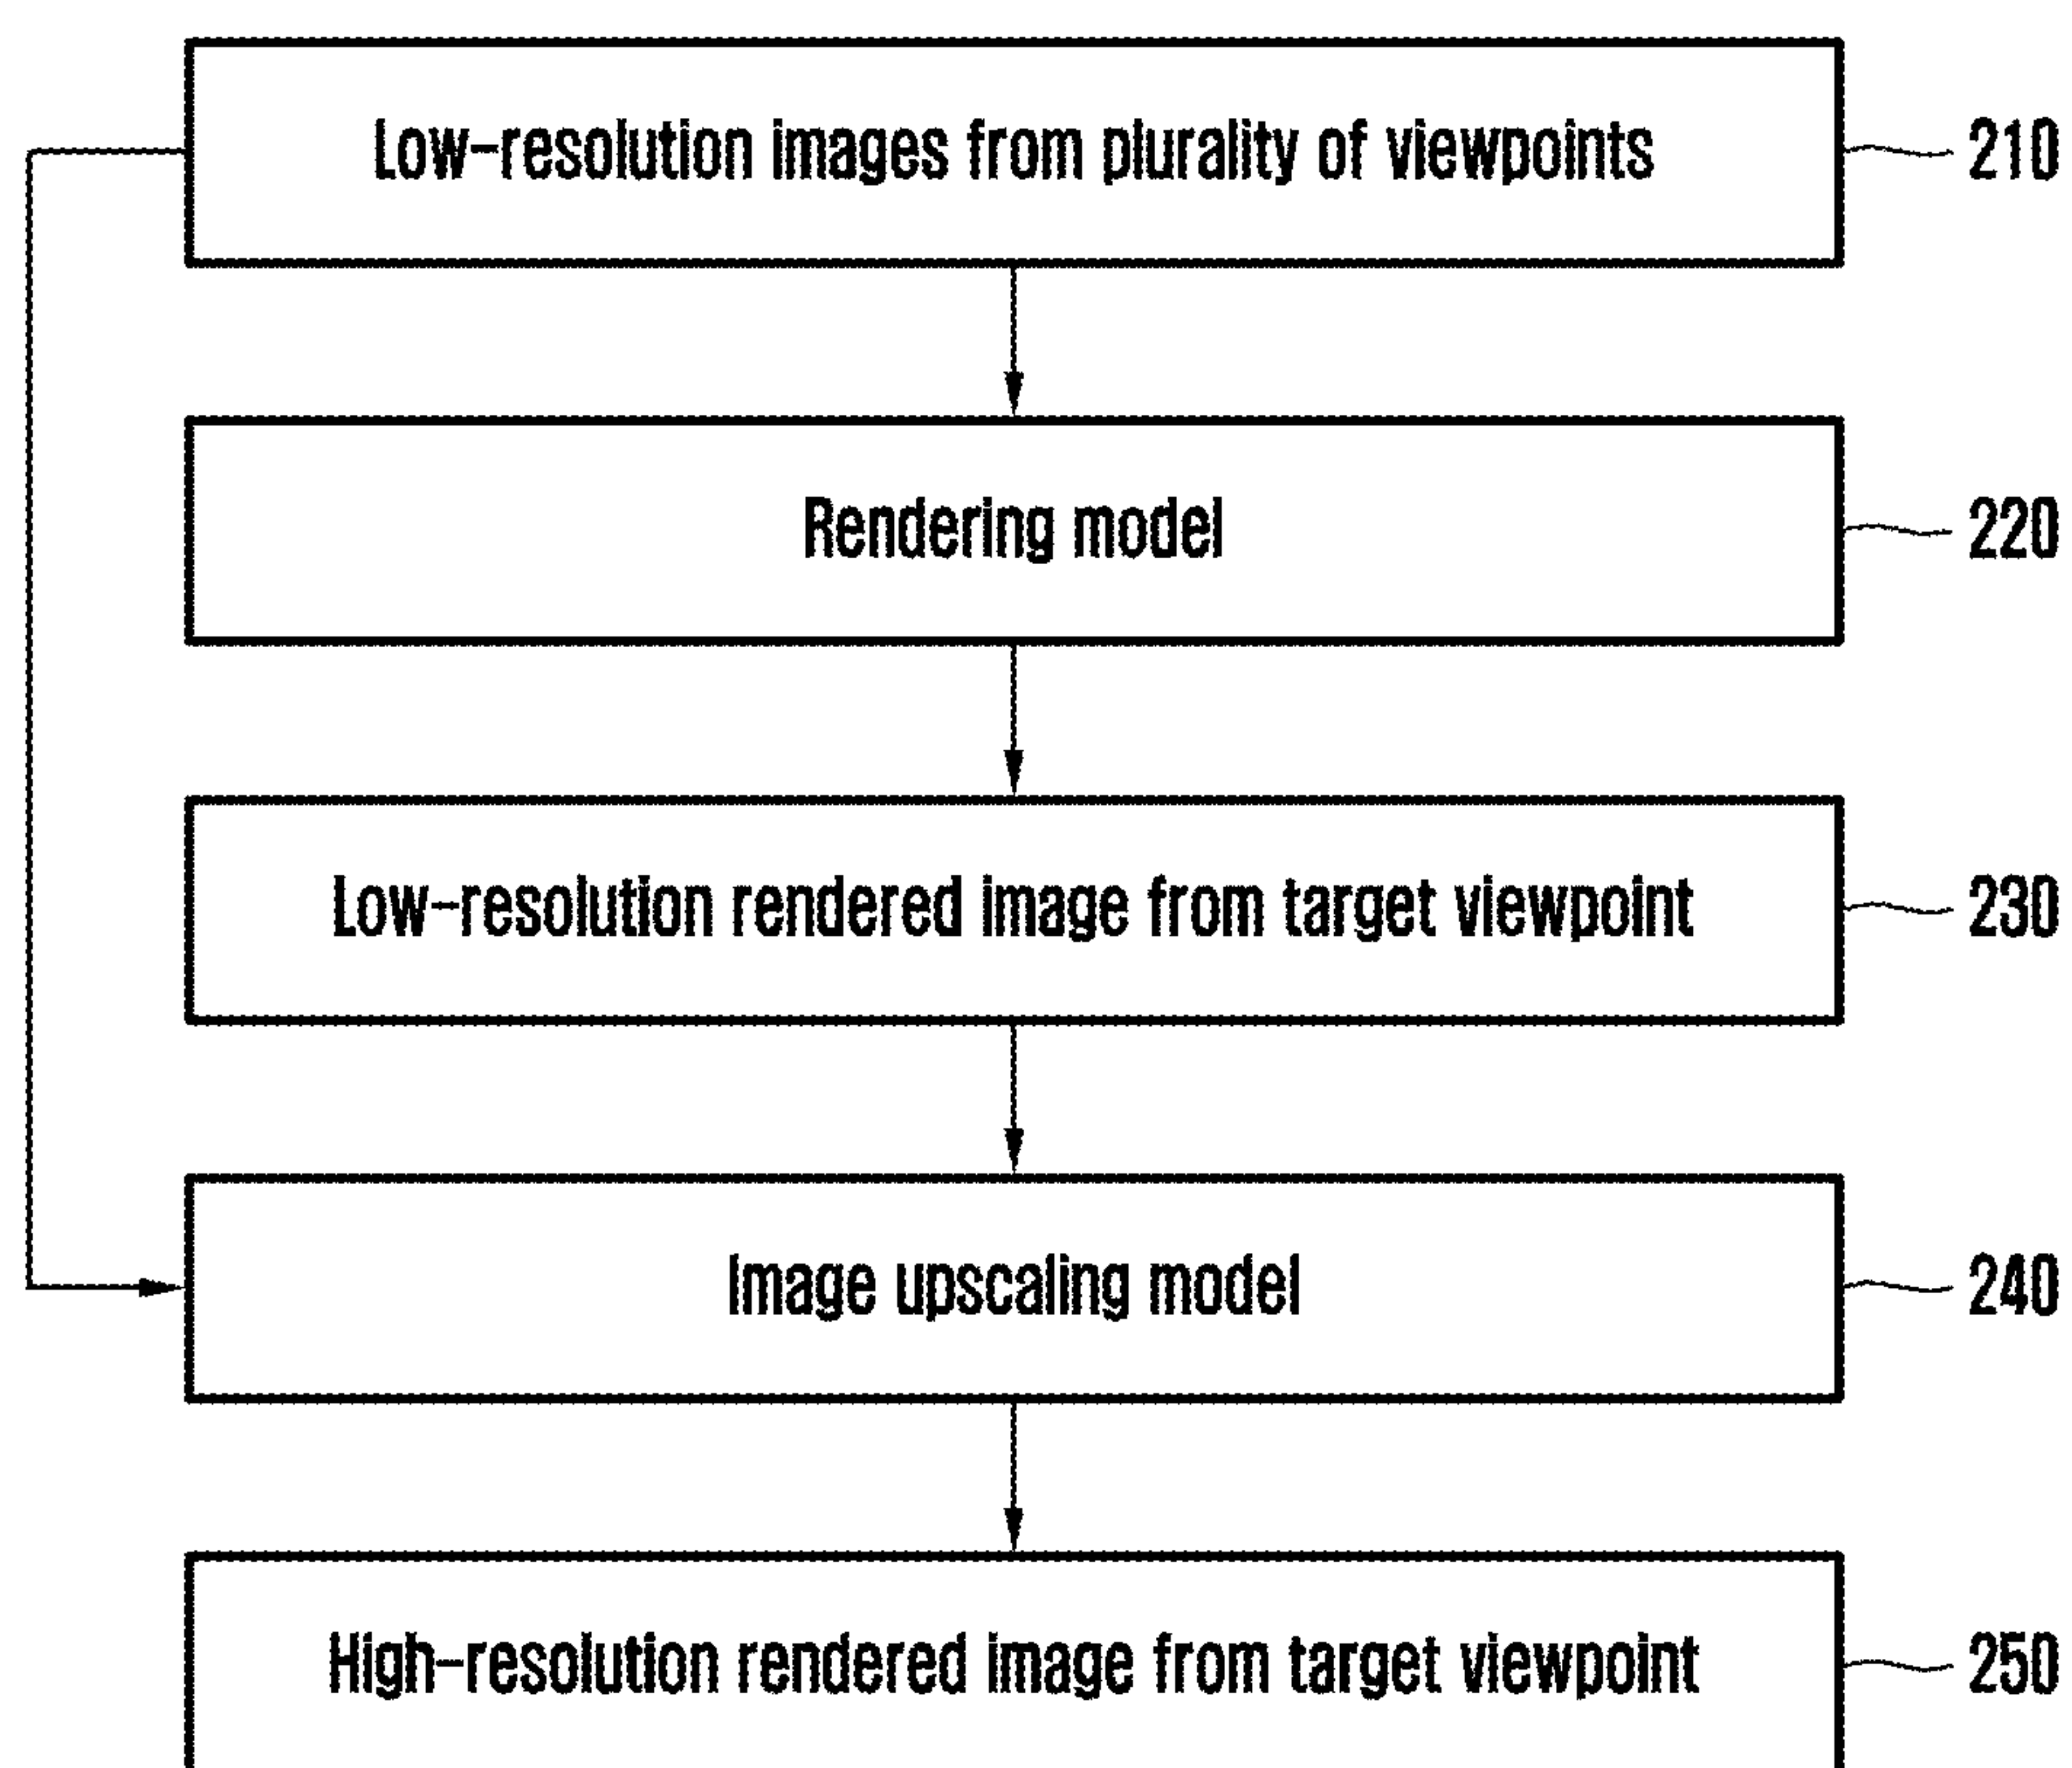 Low-resolution images from plurality of viewpoints 210
Rendering model 220
Low-resolution rendered image from target viewpoint 230
Image upscaling model 240
High-resolution rendered image from target viewpoint 250